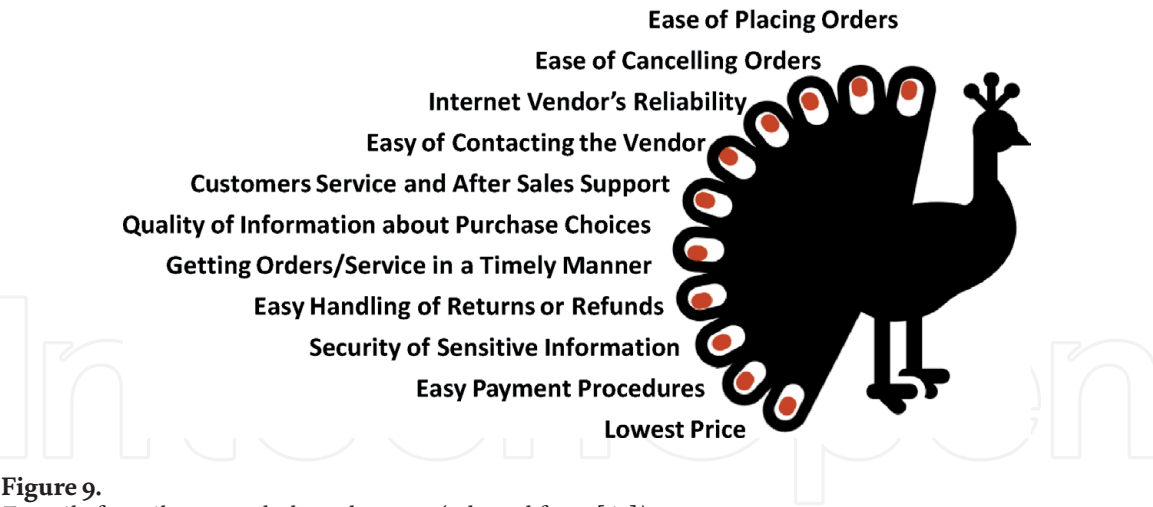 Ease of Placing Orders
Ease of Cancelling Orders
Internet Vendor's Reliability
Easy of Contacting the Vendor
Customers Service and After Sales Support
Quality of Information about Purchase Choices
Getting Orders/Service in a Timely Manner
Easy Handling of Returns or Refunds
Security of Sensitive Information
Easy Payment Procedures
Lowest Price
Figure 9.